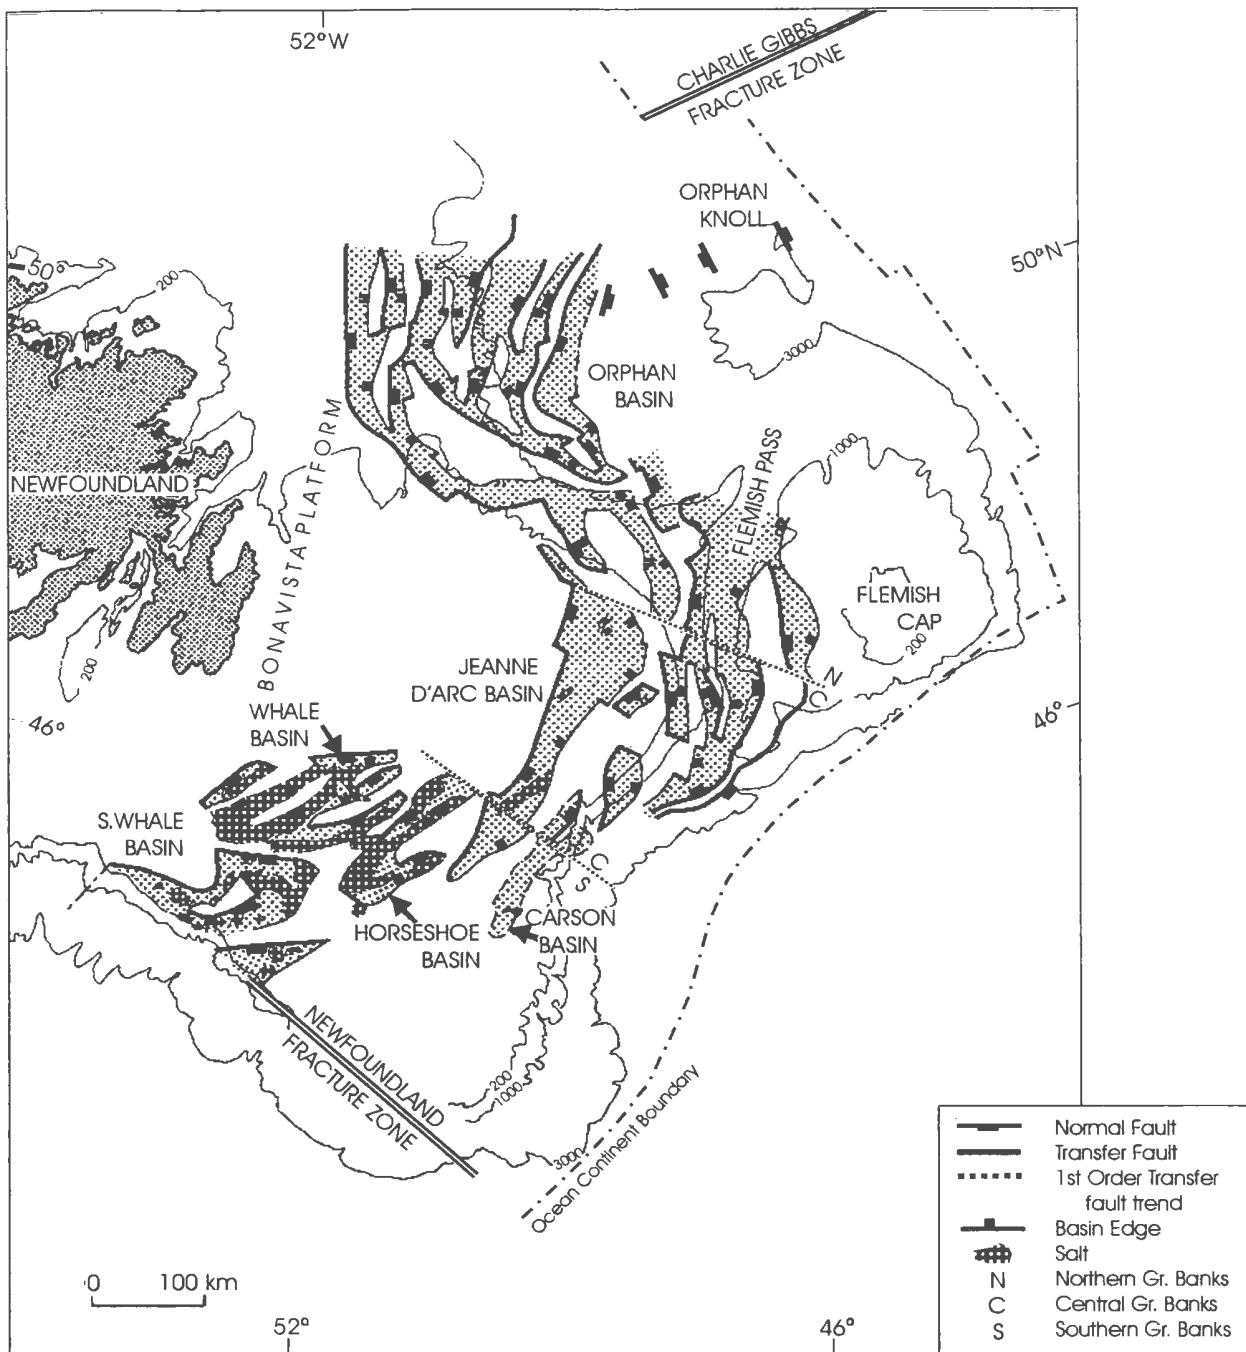 52°W
CHARLIE GIBBS
FRACTURE ZONE
ORPHAN
KNOLL
50°N
50°
200
3000
ORPHAN
BASIN
BONAVISTA PLATFORM
FLEMISH PASS
1000
NEWFOUNDLAND
FLEMISH
CAP
200
200
JEANNE
D'ARC BASIN
N
C
46°
46°
WHALE
BASIN
S.WHALE
BASIN
C
S
HORSESHOE
BASIN
CARSON
BASIN
NEWFOUNDLAND
FRACTURE ZONE
200
1000
3000
Ocean Continent Boundary
0 100 km
52°
46°
Normal Fault
Transfer Fault
1st Order Transfer
fault trend
Basin Edge
Salt
N Northern Gr. Banks
C Central Gr. Banks
S Southern Gr. Banks